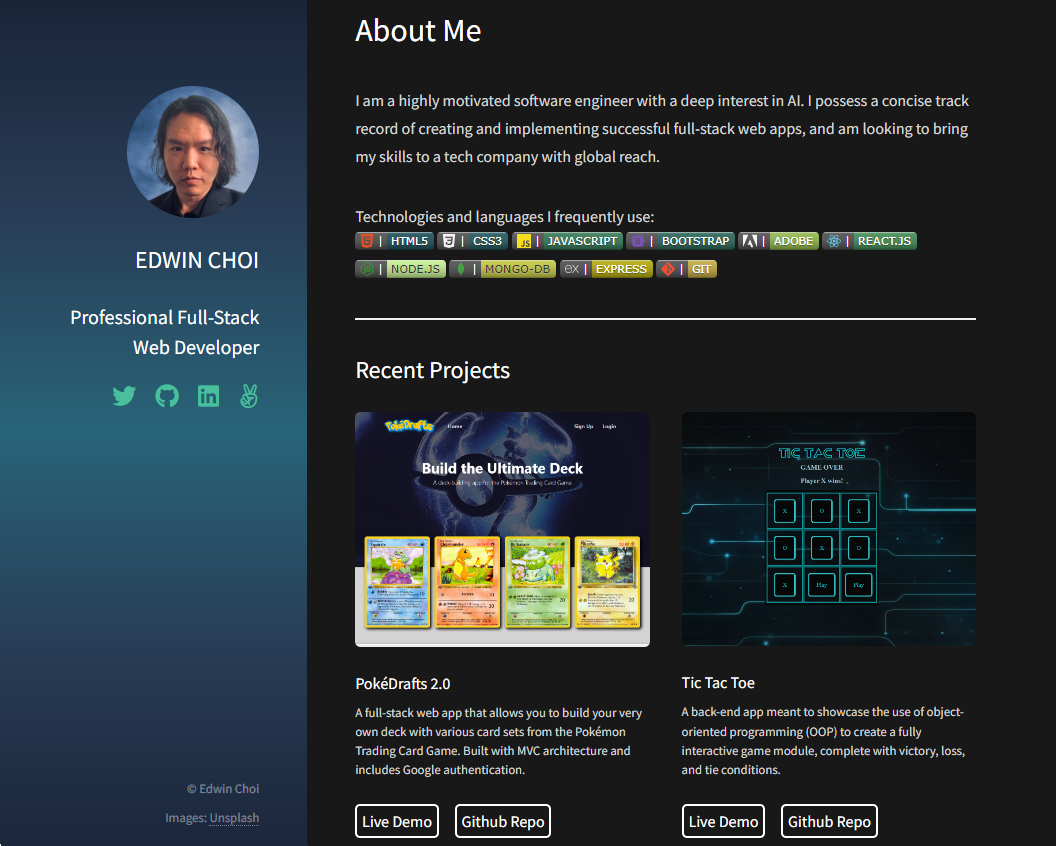 EDWIN CHOI
Professional Full-Stack
Web Developer
© Edwin Choi
Images: Unsplash
About Me
I am a highly motivated software engineer with a deep interest in AI. I possess a concise track
record of creating and implementing successful full-stack web apps, and am looking to bring
my skills to a tech company with global reach.
Technologies and languages I frequently use:
| HTML5 | CSS3 JS | JAVASCRIPT | BOOTSTRAP | ADOBE | REACT.JS
| NODE.JS | MONGO-DB ex | EXPRESS | GIT
Recent Projects
PokéDrafts Home Sign Up Login
Build the Ultimate Deck
A deck-building app for the Pokémon Trading Card Game
TIC TAC TOE
GAME OVER
Player X wins!
X O X
O X O
X Play Play
PokéDrafts 2.0
A full-stack web app that allows you to build your very
own deck with various card sets from the Pokémon
Trading Card Game. Built with MVC architecture and
includes Google authentication.
Live Demo Github Repo
Tic Tac Toe
A back-end app meant to showcase the use of object-
oriented programming (OOP) to create a fully
interactive game module, complete with victory, loss,
and tie conditions.
Live Demo Github Repo